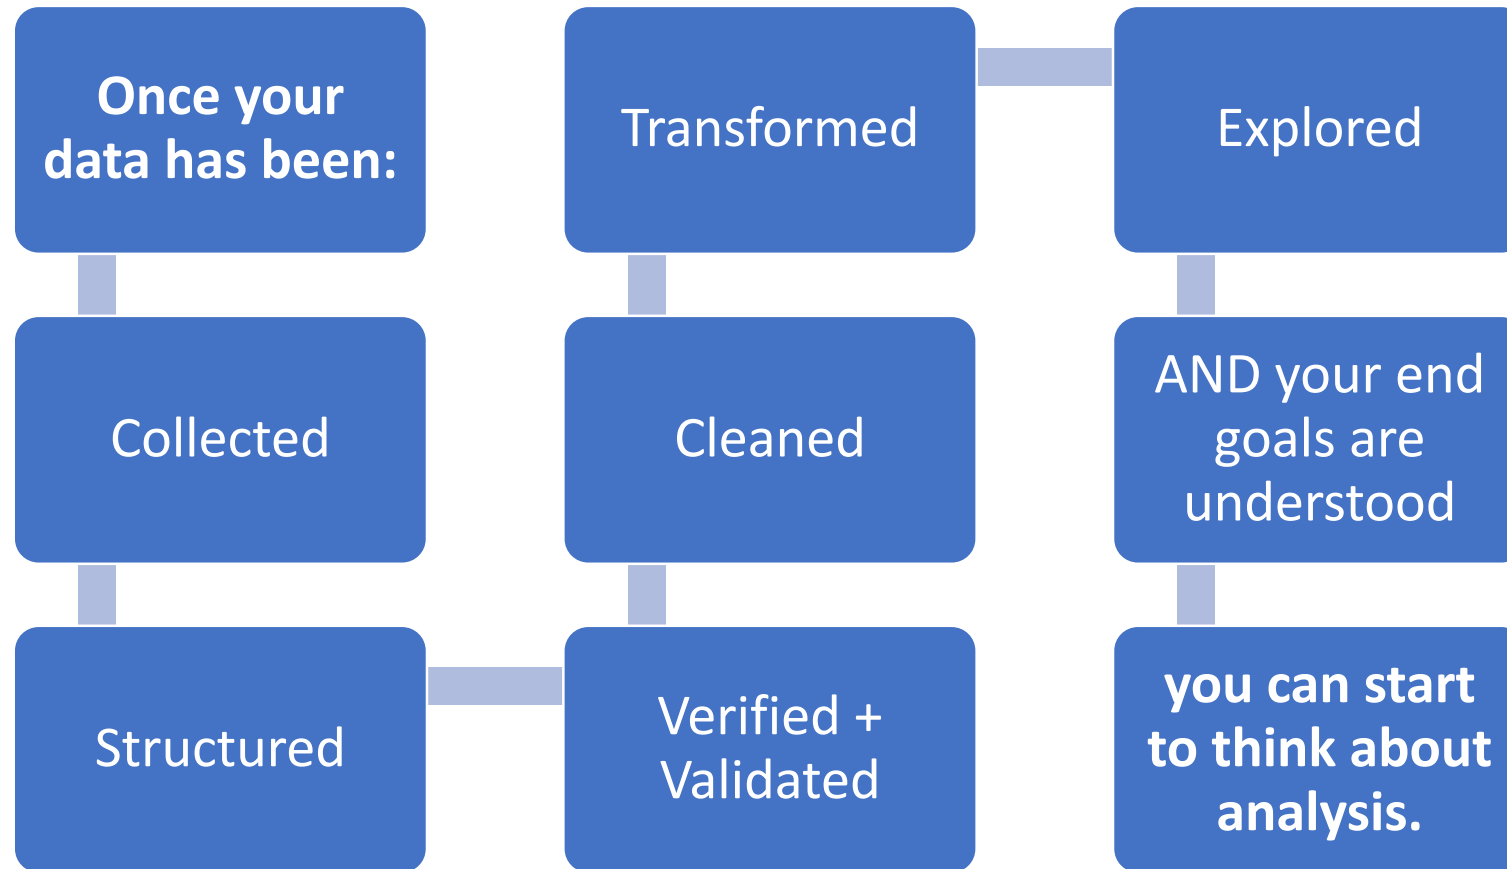 Once your
data has been:
Collected
Structured
Verified +
Validated
Cleaned
Transformed
Explored
AND your end
goals are
understood
you can start
to think about
analysis.